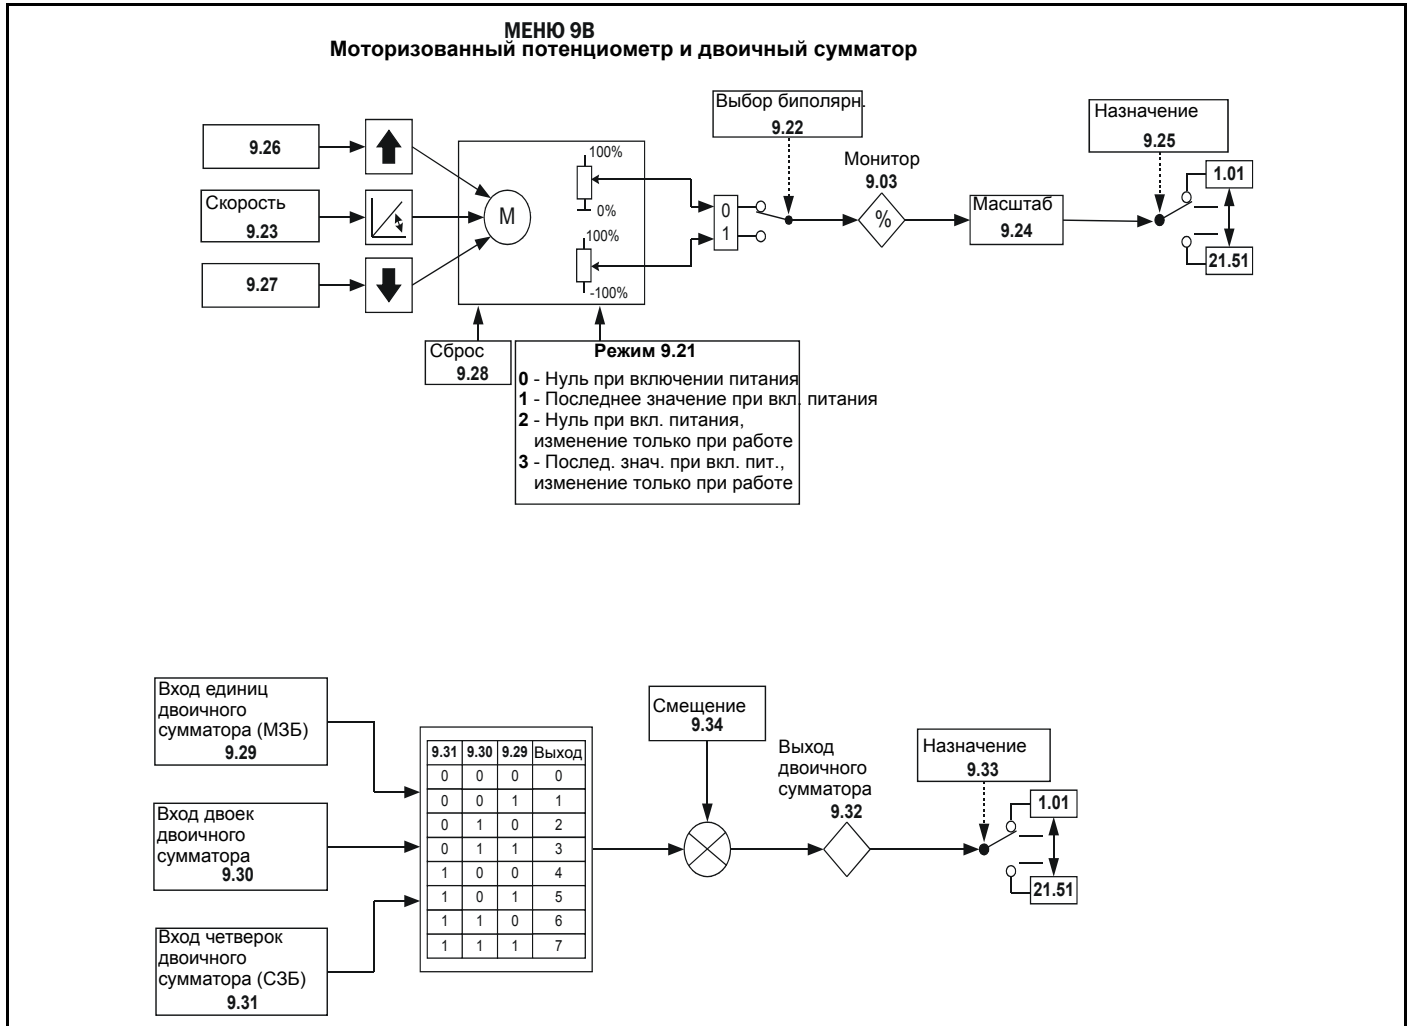 МЕНЮ 9В
Моторизованный потенциометр и двоичный сумматор
9.26
Скорость
9.23
9.27
M
100%
0%
100%
-100%
0
1
Выбор биполярн.
9.22
Монитор
9.03
%
Масштаб
9.24
Назначение
9.25
1.01
21.51
Сброс
9.28
Режим 9.21
0 - Нуль при включении питания
1 - Последнее значение при вкл. питания
2 - Нуль при вкл. питания,
изменение только при работе
3 - Послед. знач. при вкл. пит.,
изменение только при работе
Вход единиц
двоичного
сумматора (МЗБ)
9.29
Вход двоек
двоичного
сумматора
9.30
Вход четверок
двоичного
сумматора (СЗБ)
9.31
9.31 9.30 9.29 Выход
0 0 0 0
0 0 1 1
0 1 0 2
0 1 1 3
1 0 0 4
1 0 1 5
1 1 0 6
1 1 1 7
Смещение
9.34
Выход
двоичного
сумматора
9.32
Назначение
9.33
1.01
21.51